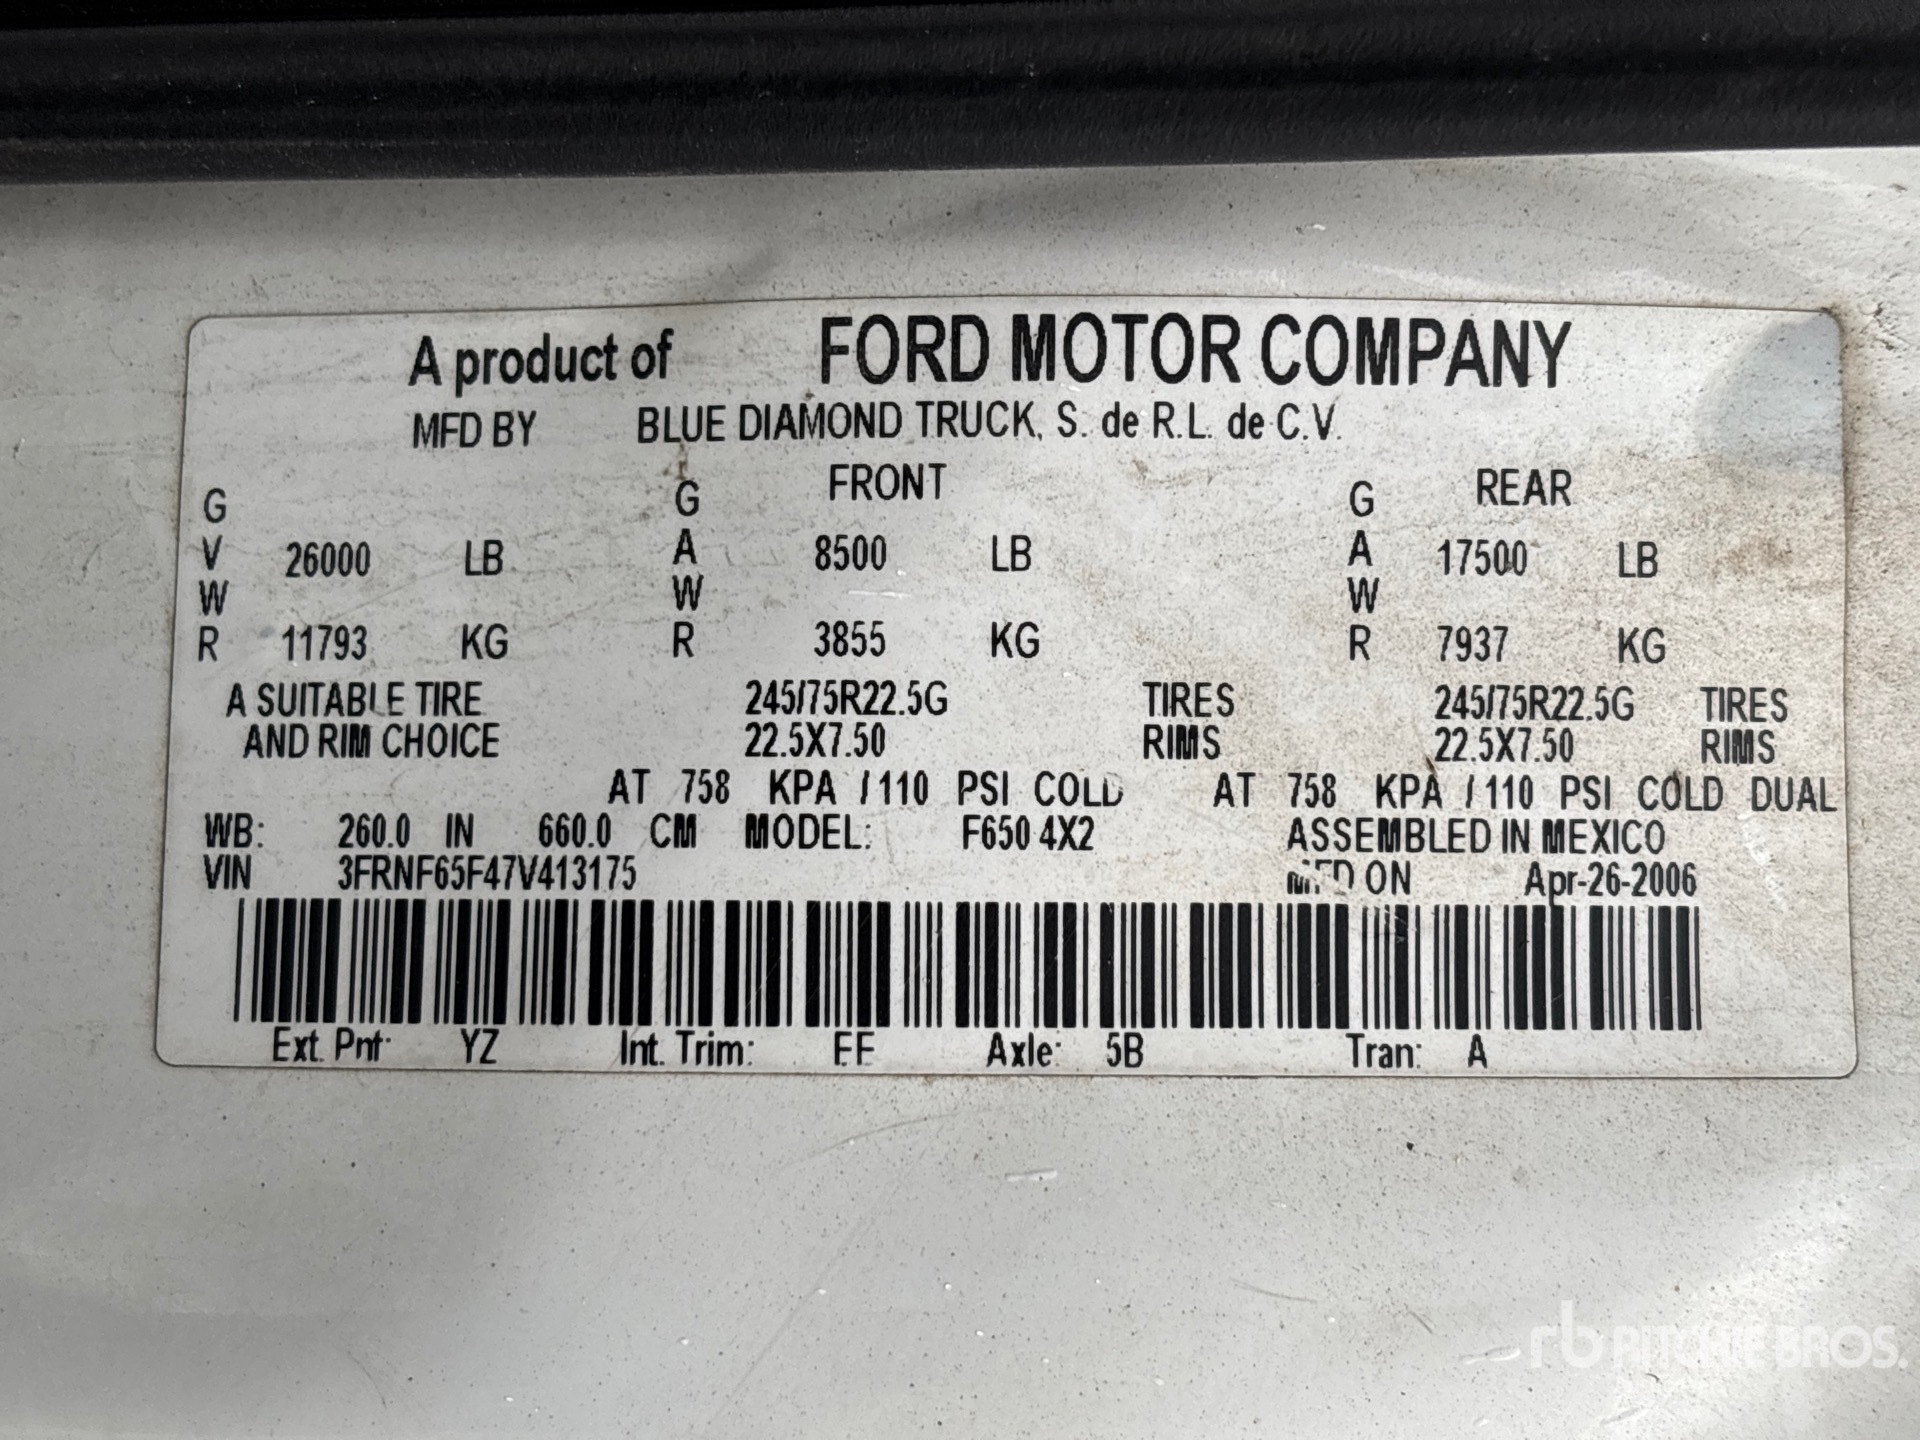 A product of FORD MOTOR COMPANY
MFD BY BLUE DIAMOND TRUCK, S. de R.L. de C.V.
FRONT REAR
G G G
V 26000 LB A 8500 LB A 17500 LB
W W W
R 11793 KG R 3855 KG R 7937 KG
A SUITABLE TIRE 245/75R22.5G TIRES 245/75R22.5G TIRES
AND RIM CHOICE 22.5X7.50 RIMS 22.5X7.50 RIMS
AT 758 KPA / 110 PSI COLD AT 758 KPA / 110 PSI COLD DUAL
WB: 260.0 IN 660.0 CM MODEL: F650 4X2 ASSEMBLED IN MEXICO
VIN 3FRNF65F47V413175 MFD ON Apr-26-2006
Ext. Pnt: YZ Int. Trim: Axle: 5B Tran: A
rb RITCHIE BROS.